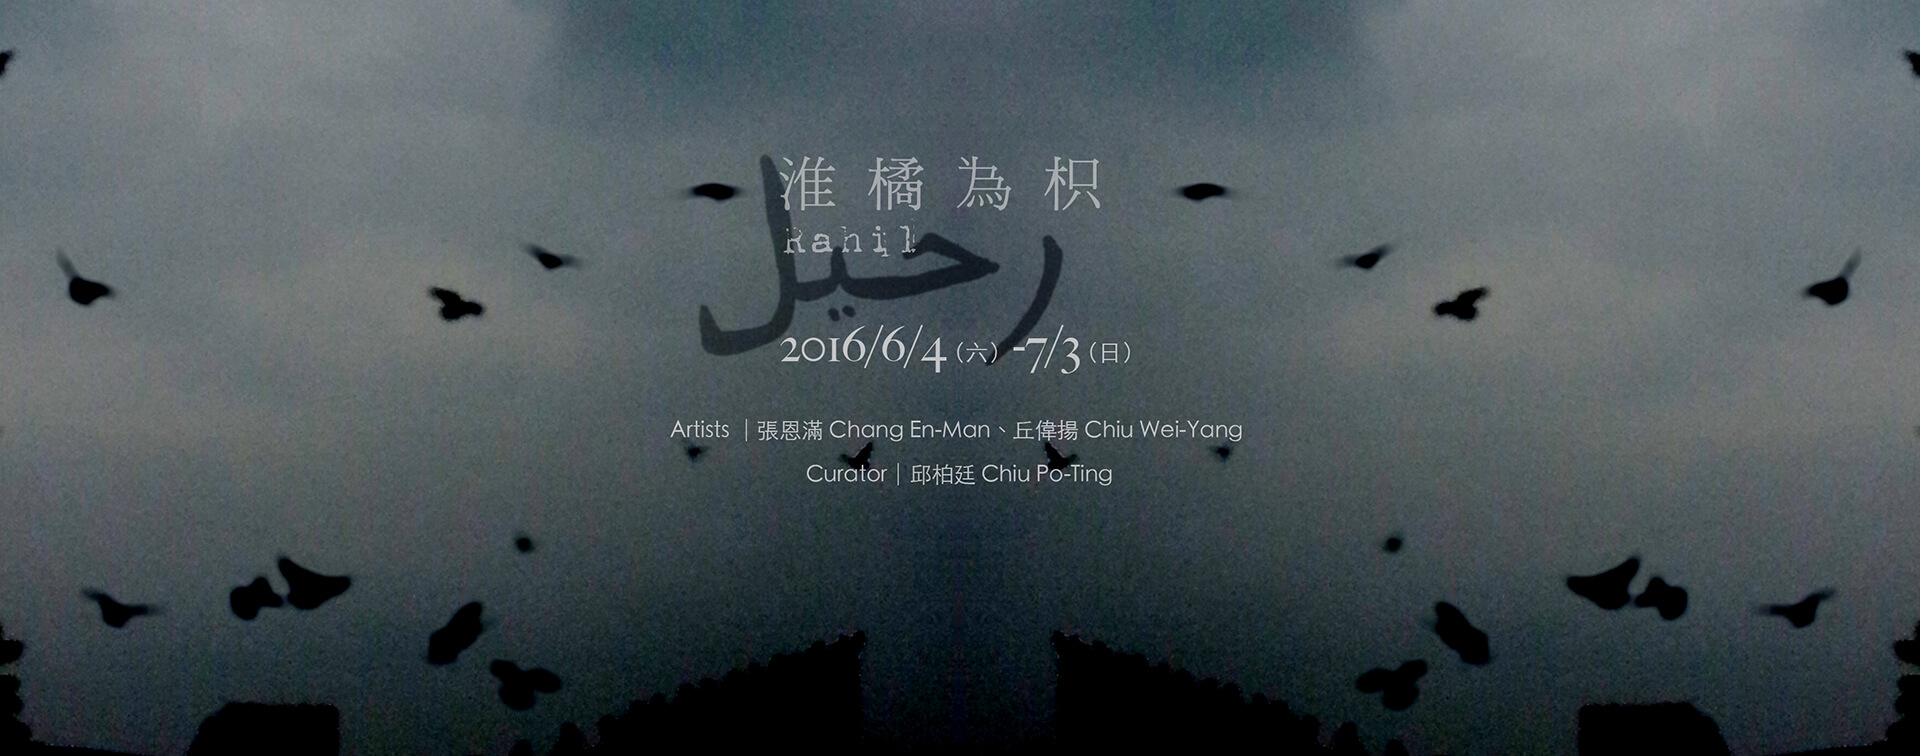 淮橘為枳
Rahil
رحيل
2016/6/4（六）-7/3（日）
Artists｜張恩滿 Chang En-Man、丘偉揚 Chiu Wei-Yang
Curator｜邱柏廷 Chiu Po-Ting